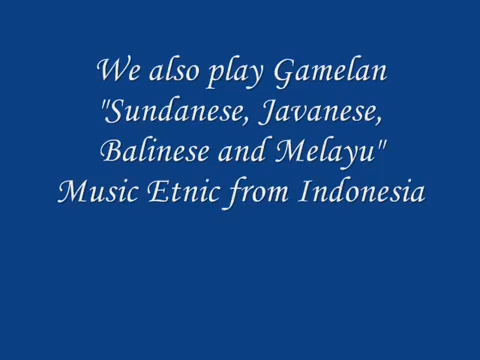 We also play Gamelan
"Sundanese, Javanese,
Balinese and Melayu"
Music Etnic from Indonesia